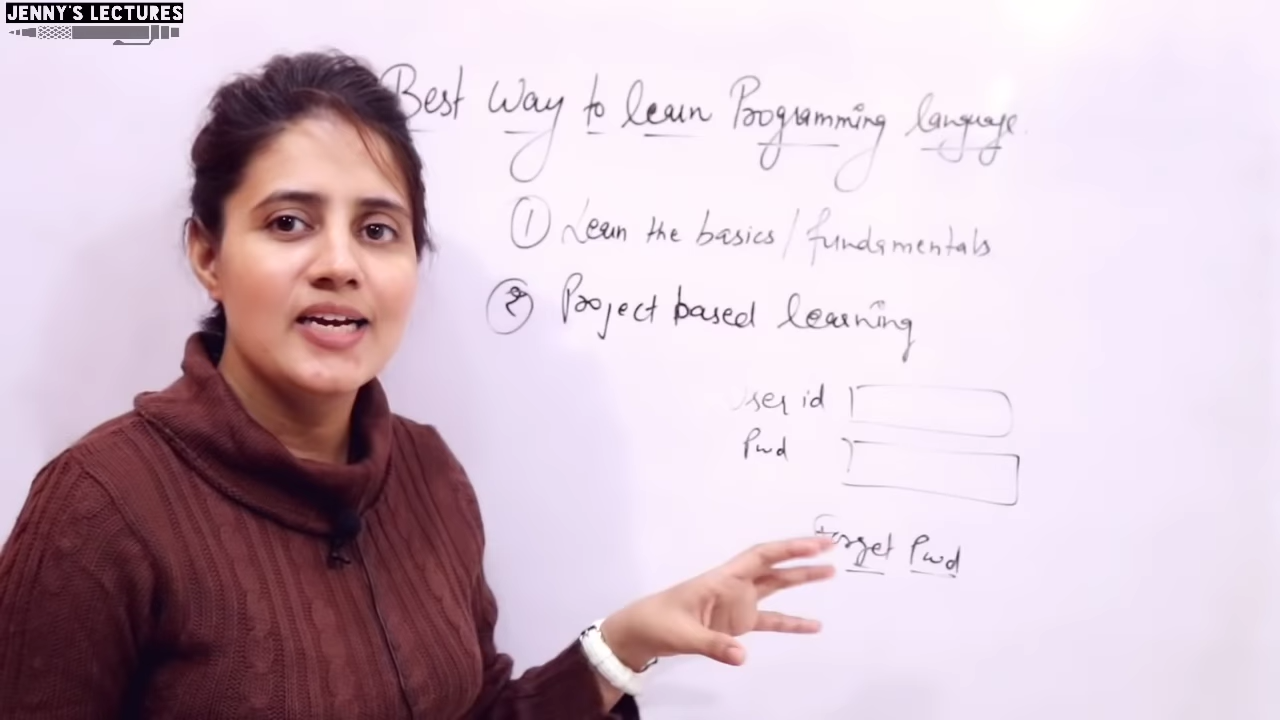 JENNY'S LECTURES
Best Way to learn Programming language.
① Learn the basics / fundamentals
② Project based learning
User id
Pwd
Forget Pwd